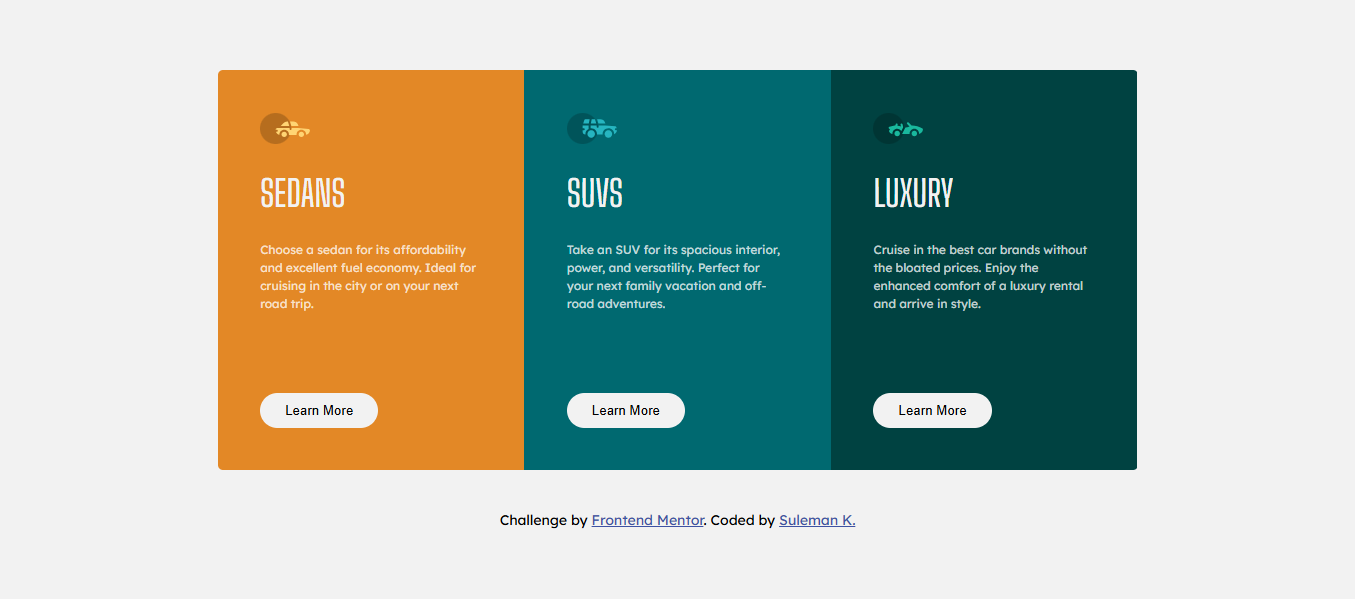 SEDANS
Choose a sedan for its affordability
and excellent fuel economy. Ideal for
cruising in the city or on your next
road trip.
Learn More
SUVS
Take an SUV for its spacious interior,
power, and versatility. Perfect for
your next family vacation and off-
road adventures.
Learn More
LUXURY
Cruise in the best car brands without
the bloated prices. Enjoy the
enhanced comfort of a luxury rental
and arrive in style.
Learn More
Challenge by Frontend Mentor. Coded by Suleman K.